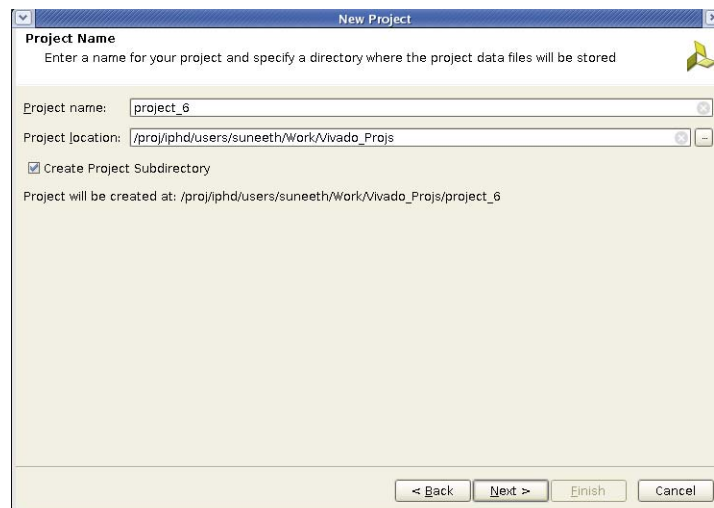 New Project
Project Name
Enter a name for your project and specify a directory where the project data files will be stored
Project name: project_6
Project location: /proj/iphd/users/suneeth/Work/Vivado_Projs
Create Project Subdirectory
Project will be created at: /proj/iphd/users/suneeth/Work/Vivado_Projs/project_6
< Back Next > Finish Cancel